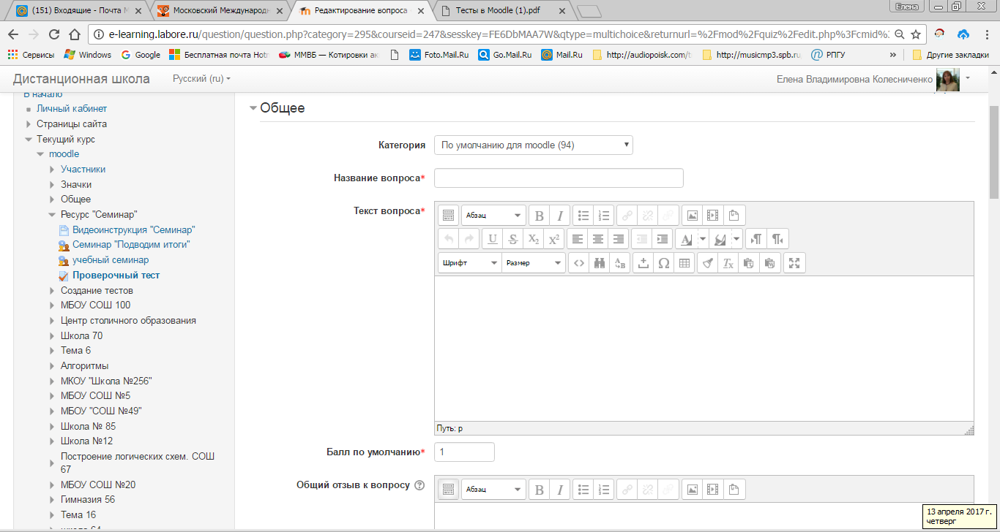 (151) Входящие - Почта M
Московский Международн
Редактирование вопроса
Тесты в Moodle (1).pdf
Елена
e-learning.labore.ru/question/question.php?category=295&courseid=247&sesskey=FE6DbMAA7W&qtype=multichoice&returnurl=%2Fmod%2Fquiz%2Fedit.php%3Fcmid%
Сервисы
Windows
Google
Бесплатная почта Hotm
ММВБ — Котировки ак
Foto.Mail.Ru
Go.Mail.Ru
Mail.Ru
http://audiopoisk.com/t
http://musicmp3.spb.ru
РПГУ
»
Другие закладки
Дистанционная школа
Русский (ru)
Елена Владимировна Колесниченко
В начало
Личный кабинет
Страницы сайта
Текущий курс
moodle
Участники
Значки
Общее
Ресурс "Семинар"
Видеоинструкция "Семинар"
Семинар "Подводим итоги"
учебный семинар
Проверочный тест
Создание тестов
МБОУ СОШ 100
Центр столичного образования
Школа 70
Тема 6
Алгоритмы
МКОУ "Школа №256"
МБОУ СОШ №5
МБОУ "СОШ №49"
Школа № 85
Школа №12
Построение логических схем. СОШ
67
МБОУ СОШ №20
Гимназия 56
Тема 16
школа 64
Общее
Категория
По умолчанию для moodle (94)
Название вопроса*
Текст вопроса*
Абзац
Шрифт
Размер
Путь: p
Балл по умолчанию*
1
Общий отзыв к вопросу
Абзац
13 апреля 2017 г.
четверг